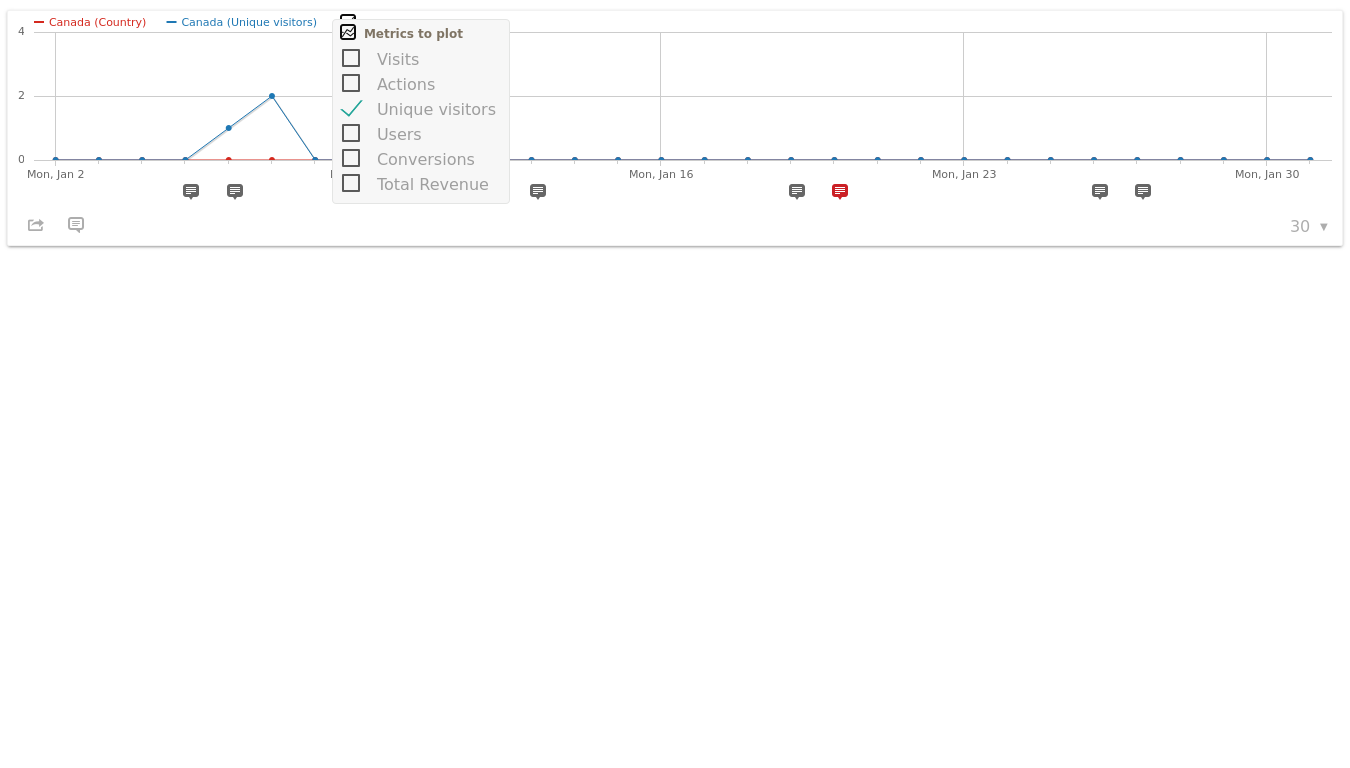 Canada (Country) Canada (Unique visitors)
Metrics to plot
Visits
Actions
Unique visitors
Users
Conversions
Total Revenue
4
2
0
Mon, Jan 2 Mon, Jan 16 Mon, Jan 23 Mon, Jan 30
30